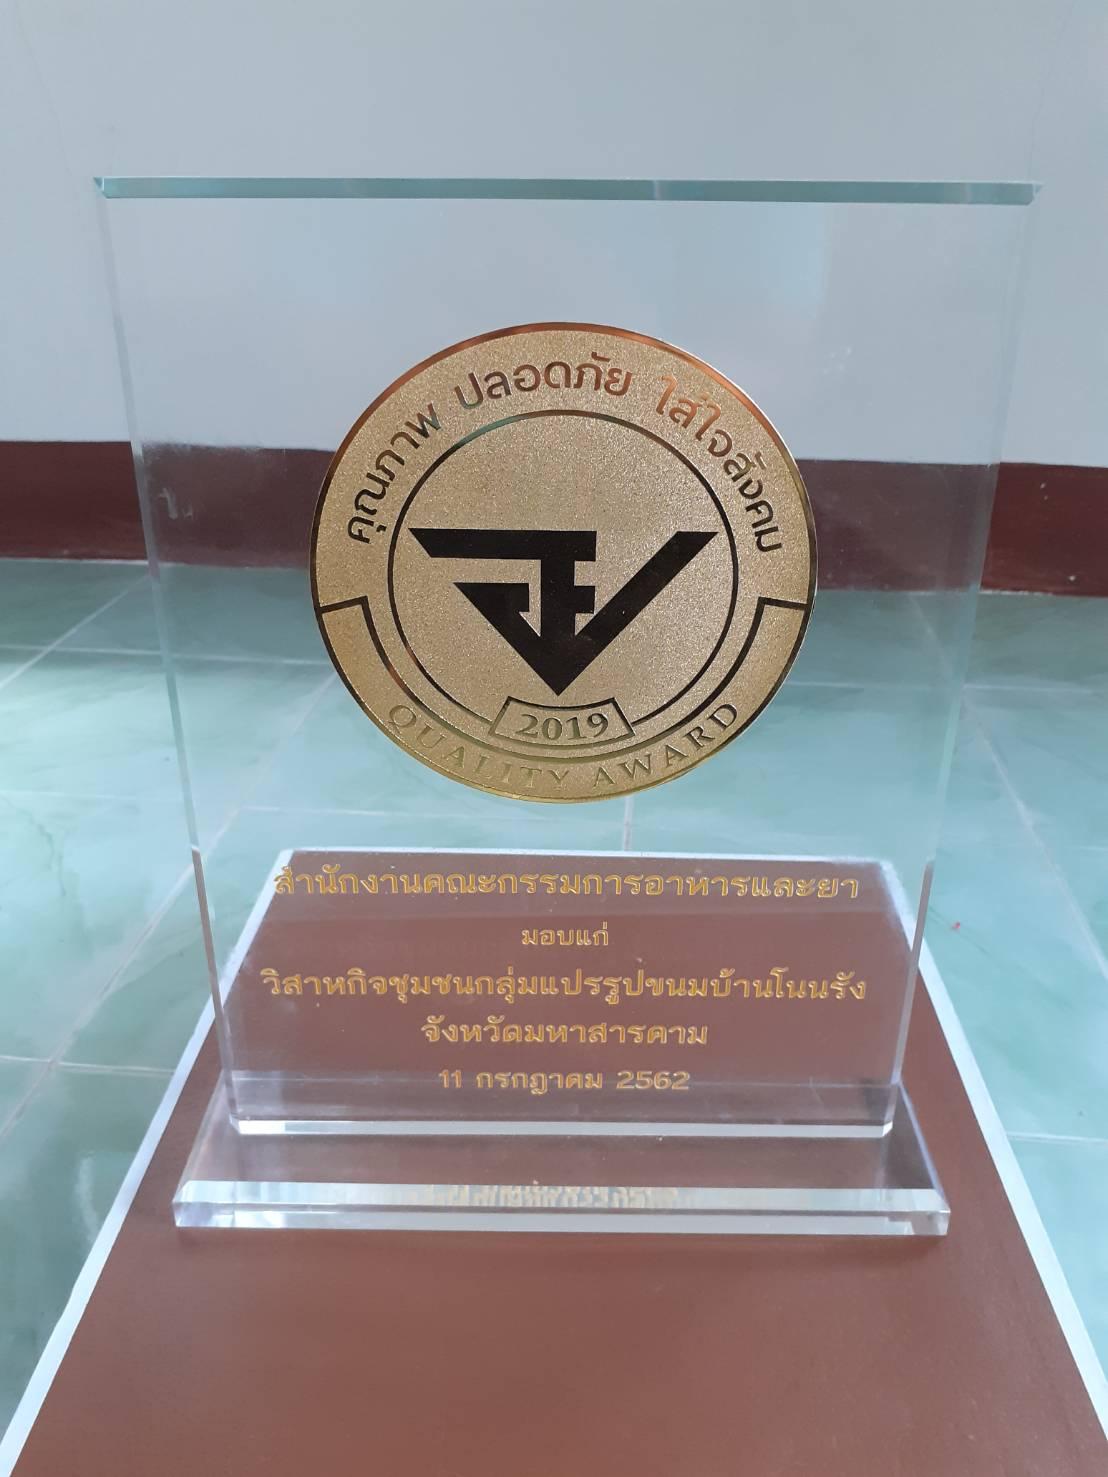 คุณภาพ ปลอดภัย ใส่ใจสังคม
2019
QUALITY AWARD
สำนักงานคณะกรรมการอาหารและยา
มอบแก่
วิสาหกิจชุมชนกลุ่มแปรรูปขนมบ้านโนนรัง
จังหวัดมหาสารคาม
11 กรกฎาคม 2562